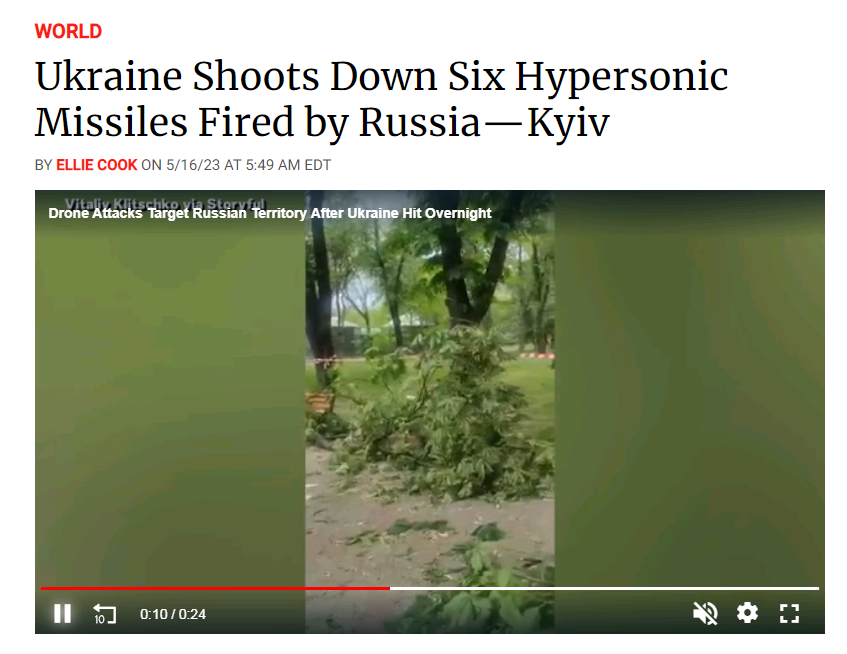 WORLD
Ukraine Shoots Down Six Hypersonic
Missiles Fired by Russia—Kyiv
BY ELLIE COOK ON 5/16/23 AT 5:49 AM EDT
Vitaliy Klitschko via Storyful
Drone Attacks Target Russian Territory After Ukraine Hit Overnight
10
0:10 / 0:24